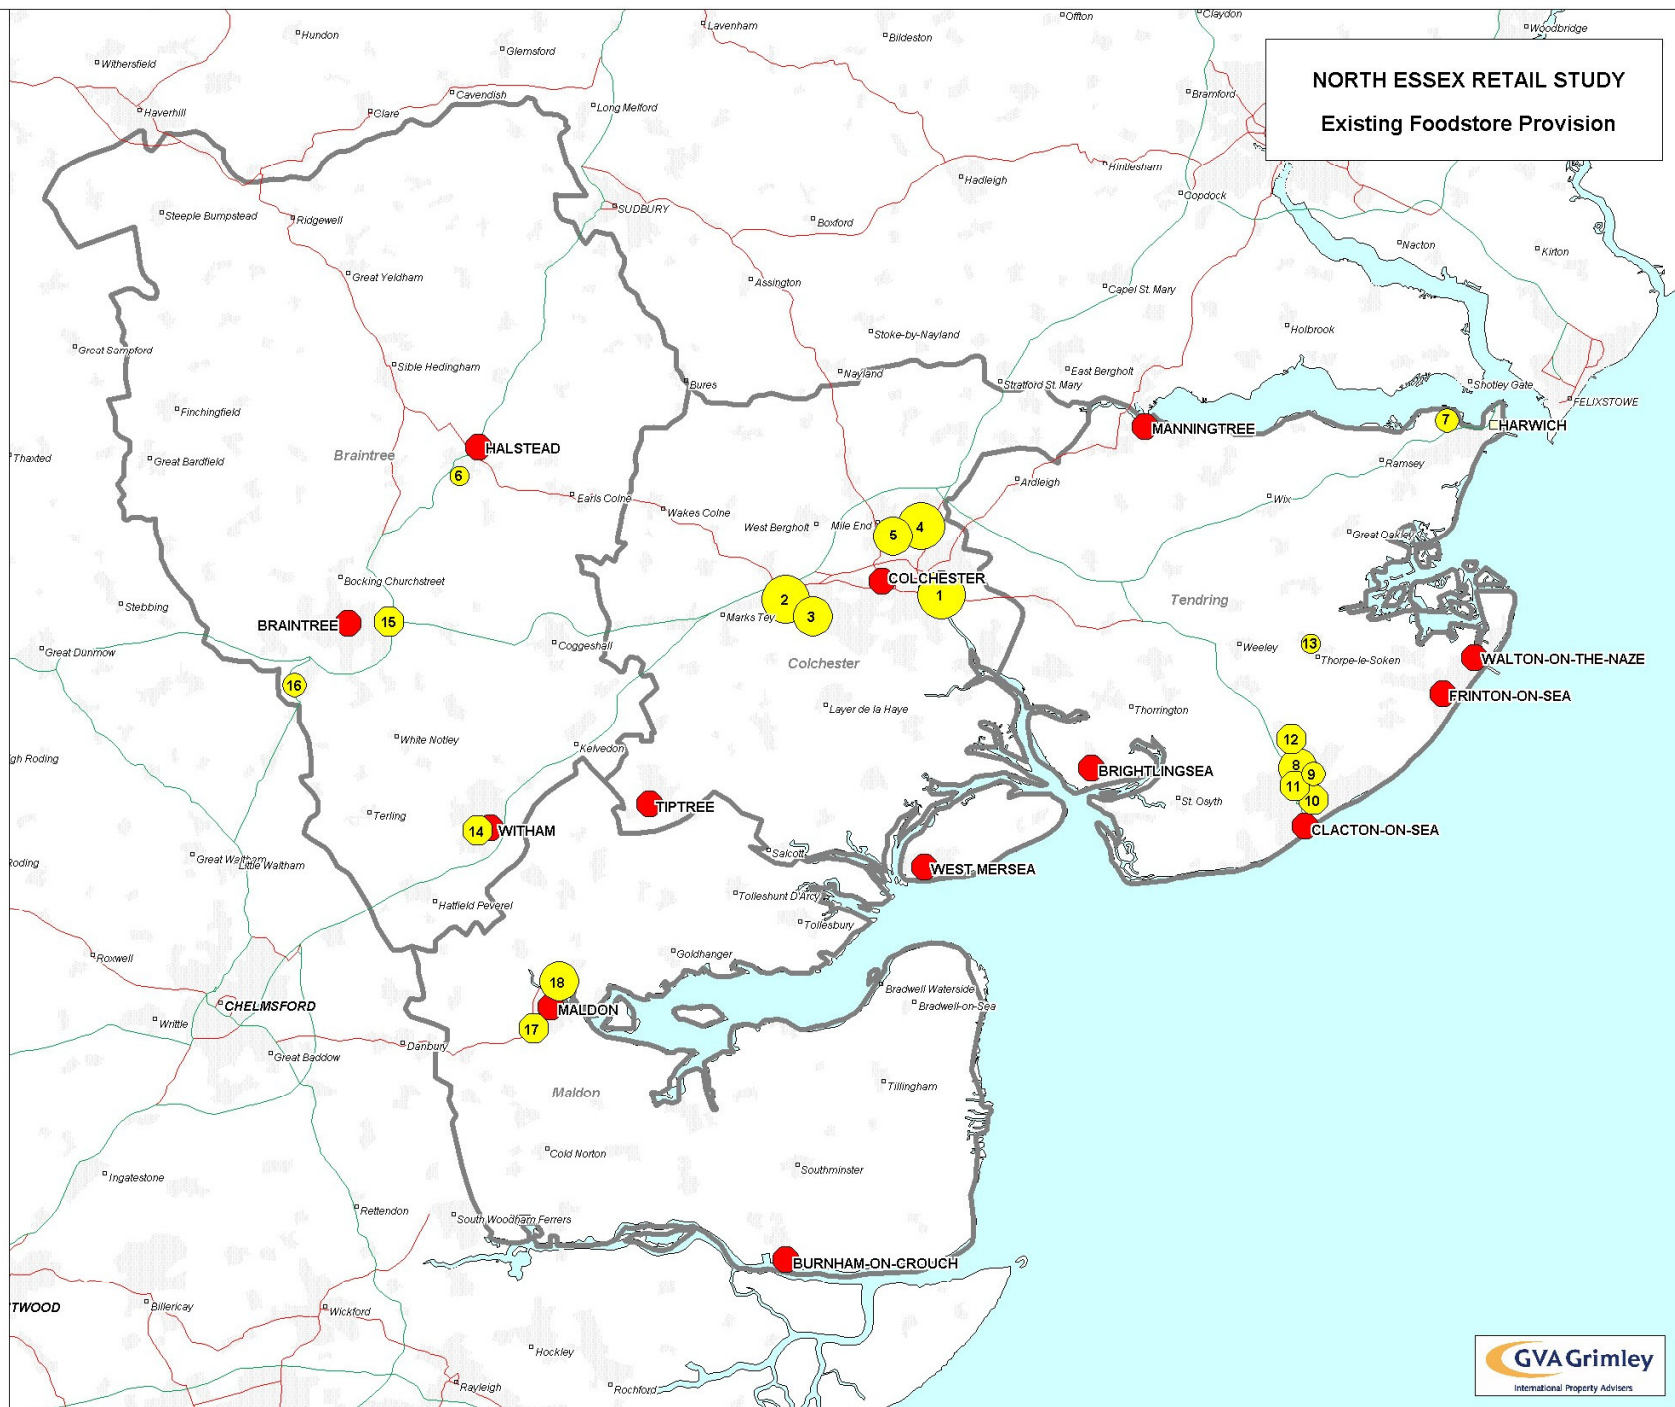 Offton
Claydon
Lavenham
Woodbridge
Hundon
Bildeston
Glemsford
Withersfield
NORTH ESSEX RETAIL STUDY
Existing Foodstore Provision
Bramford
Cavendish
Long Melford
Haverhill
Clare
Hintlesham
Hadleigh
Copdock
SUDBURY
Steeple Bumpstead
Ridgewell
Boxford
Nacton
Kirton
Great Yeldham
Assington
Capel St. Mary
Holbrook
Stoke-by-Nayland
Great Sampford
Sible Hedingham
Nayland
East Bergholt
Bures
Stratford St. Mary
Shotley Gate
FELIXSTOWE
Finchingfield
7
HARWICH
MANNINGTREE
HALSTEAD
Braintree
Thaxted
Great Bardfield
Ramsey
6
Ardleigh
Earls Colne
Wix
Wakes Colne
West Bergholt
Mile End
4
5
Great Oakley
COLCHESTER
Bocking Churchstreet
1
2
Tendring
Stebbing
3
Marks Tey
BRAINTREE
15
Coggeshall
13
Weeley
Great Dunmow
Thorpe-le-Soken
WALTON-ON-THE-NAZE
Colchester
16
FRINTON-ON-SEA
Layer de la Haye
Thorrington
White Notley
12
Kelvedon
gh Roding
8
9
BRIGHTLINGSEA
11
10
St. Osyth
TIPTREE
Terling
14
WITHAM
CLACTON-ON-SEA
Salcott
Great Waltham
Little Waltham
Roding
WEST MERSEA
Tolleshunt D'Arcy
Hatfield Peverel
Tollesbury
Goldhanger
Roxwell
18
Bradwell Waterside
CHELMSFORD
Bradwell-on-Sea
MALDON
Writtle
17
Danbury
Great Baddow
Tillingham
Maldon
Cold Norton
Southminster
Ingatestone
Rettendon
South Woodham Ferrers
BURNHAM-ON-CROUCH
TWOOD
Billericay
Wickford
Hockley
GVA Grimley
International Property Advisers
Rayleigh
Rochford